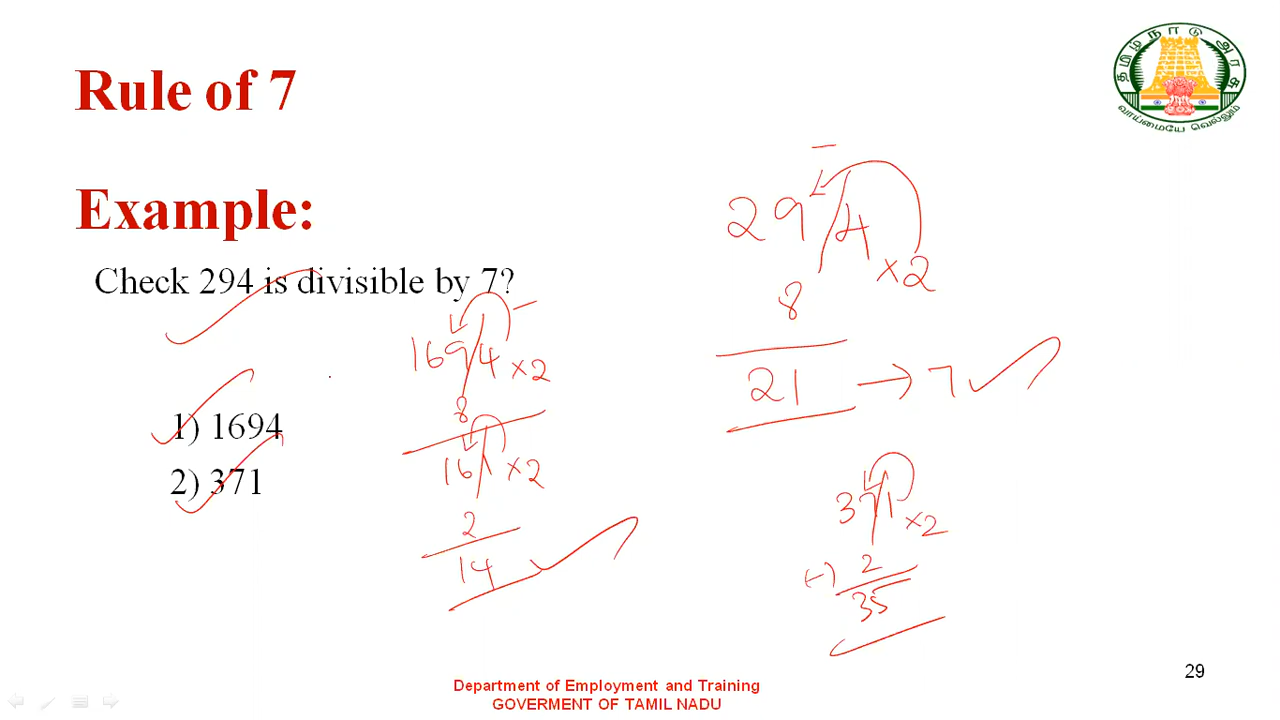 Rule of 7
Example:
Check 294 is divisible by 7?
1) 1694
2) 371
1694 ×2
8
161 ×2
2
14
294 ×2
8
21 → 7
371 ×2
(-) 2
35
தமிழ்நாடு அரசு
வாய்மையே வெல்லும்
Department of Employment and Training
GOVERMENT OF TAMIL NADU
29